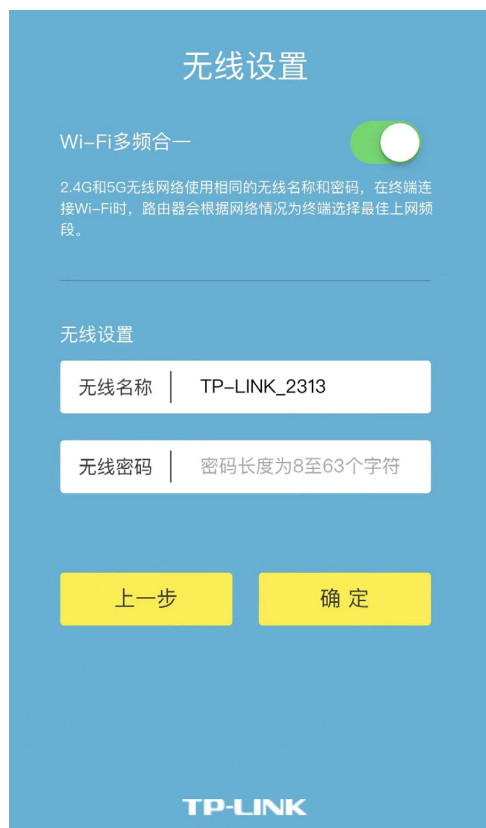 无线设置
Wi-Fi多频合一
2.4G和5G无线网络使用相同的无线名称和密码，在终端连
接Wi-Fi时，路由器会根据网络情况为终端选择最佳上网频
段。
无线设置
无线名称 TP-LINK_2313
无线密码 密码长度为8至63个字符
上一步 确 定
TP-LINK